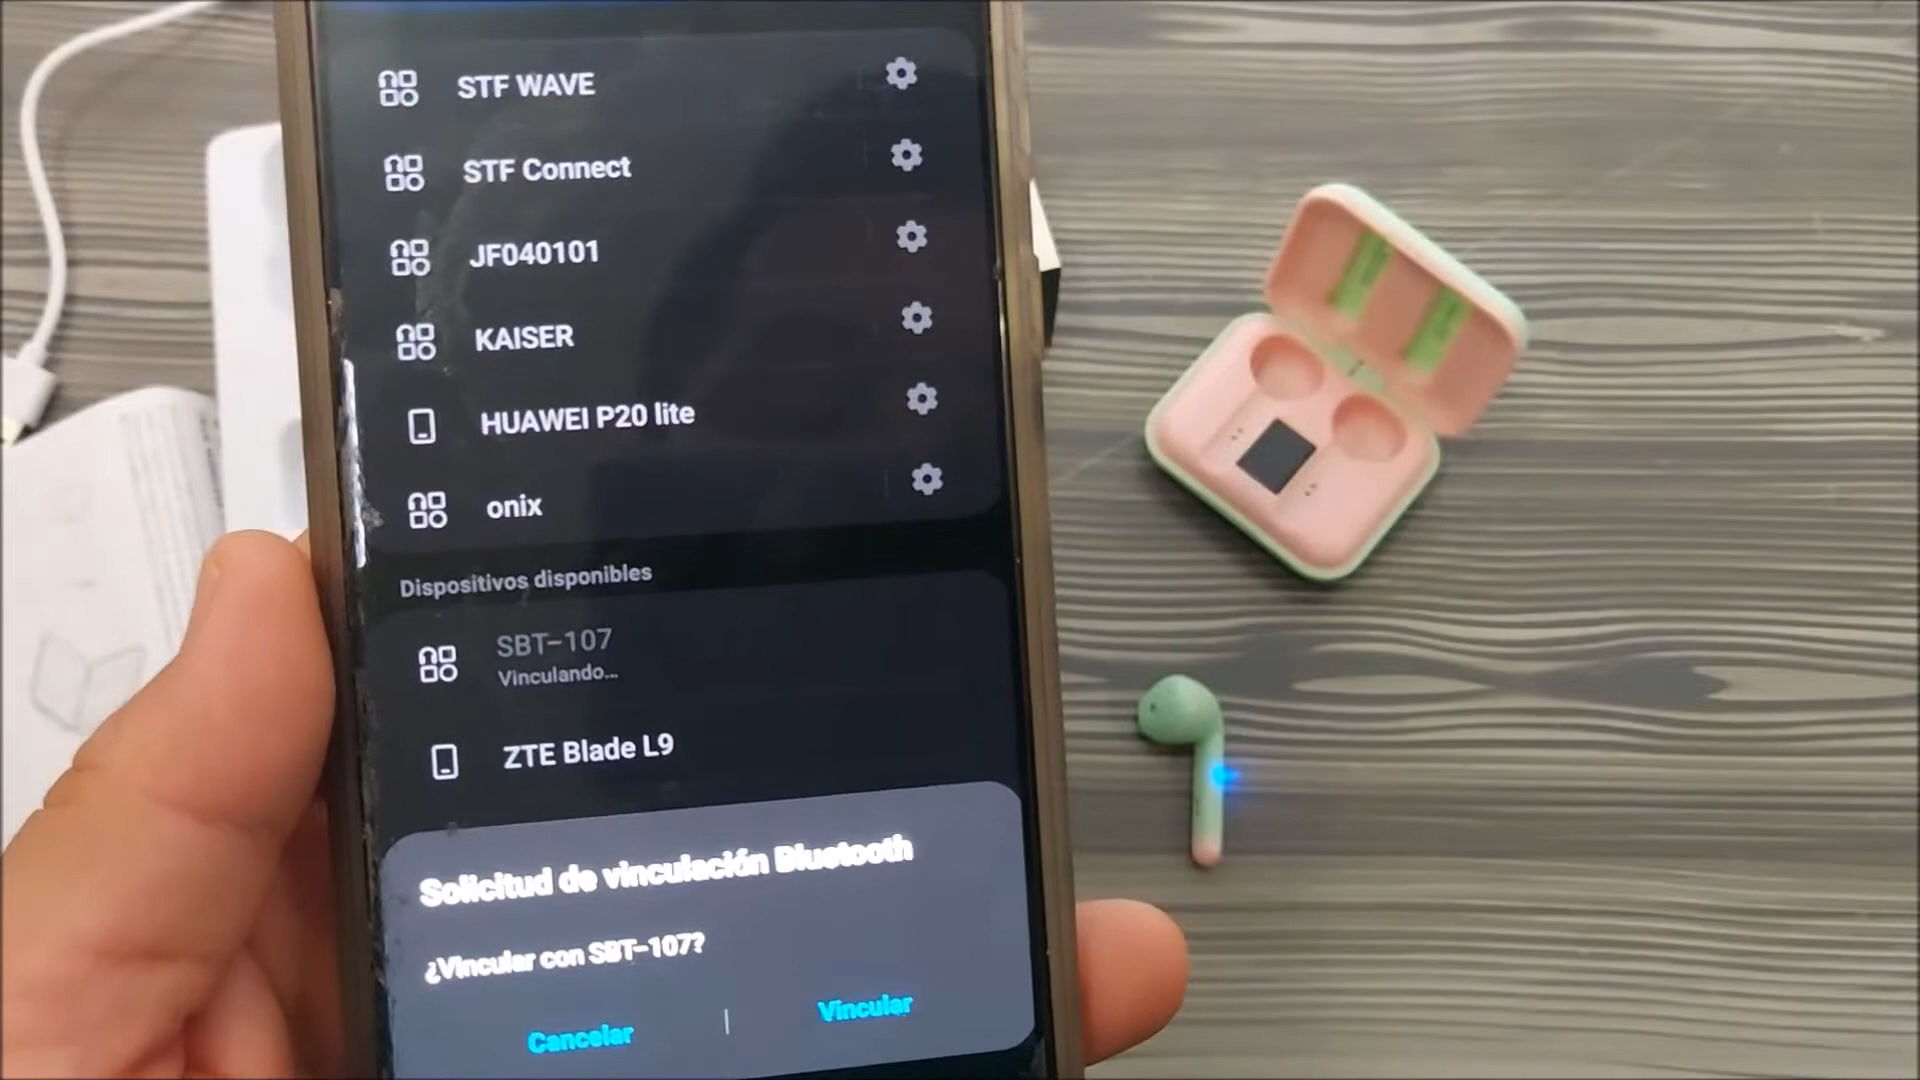 STF WAVE
STF Connect
JF040101
KAISER
HUAWEI P20 lite
onix
Dispositivos disponibles
SBT-107
Vinculando...
ZTE Blade L9
Solicitud de vinculación Bluetooth
¿Vincular con SBT-107?
Cancelar | Vincular